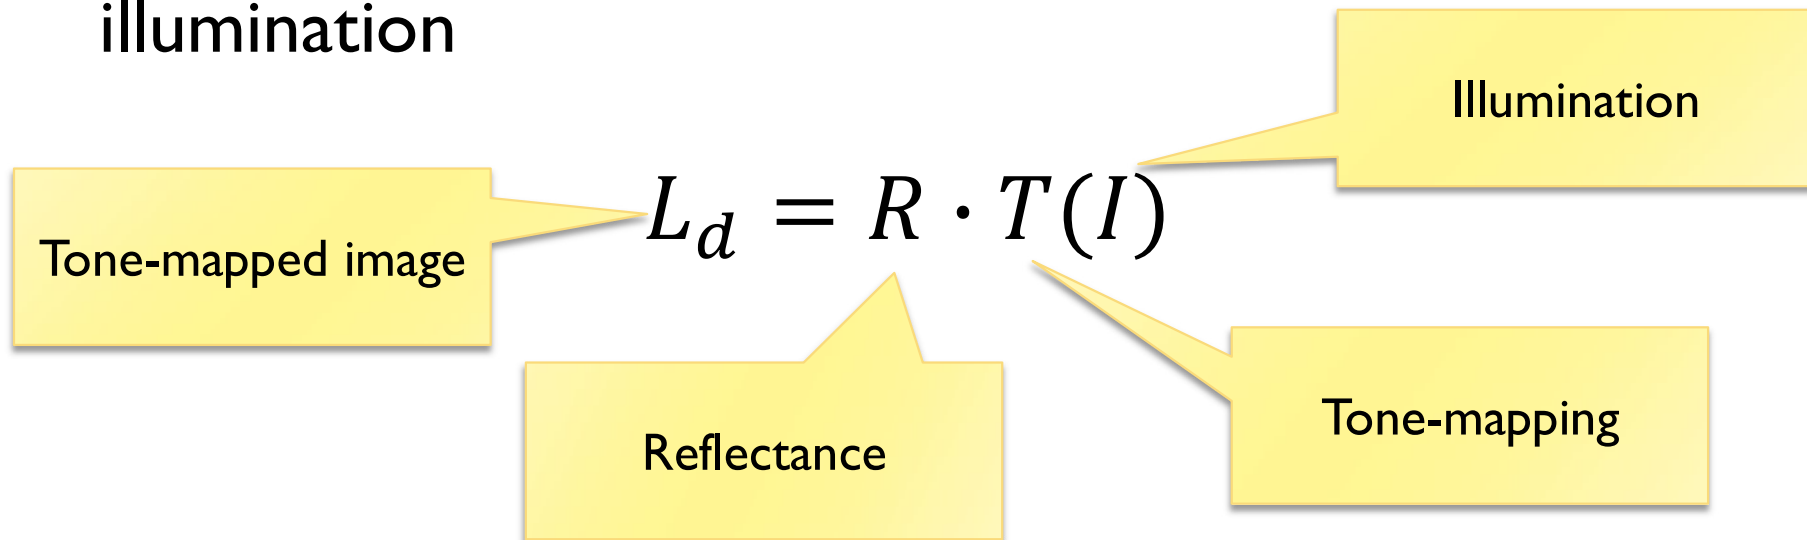 illumination
Illumination
Tone-mapped image
L_d = R · T(I)
Reflectance
Tone-mapping